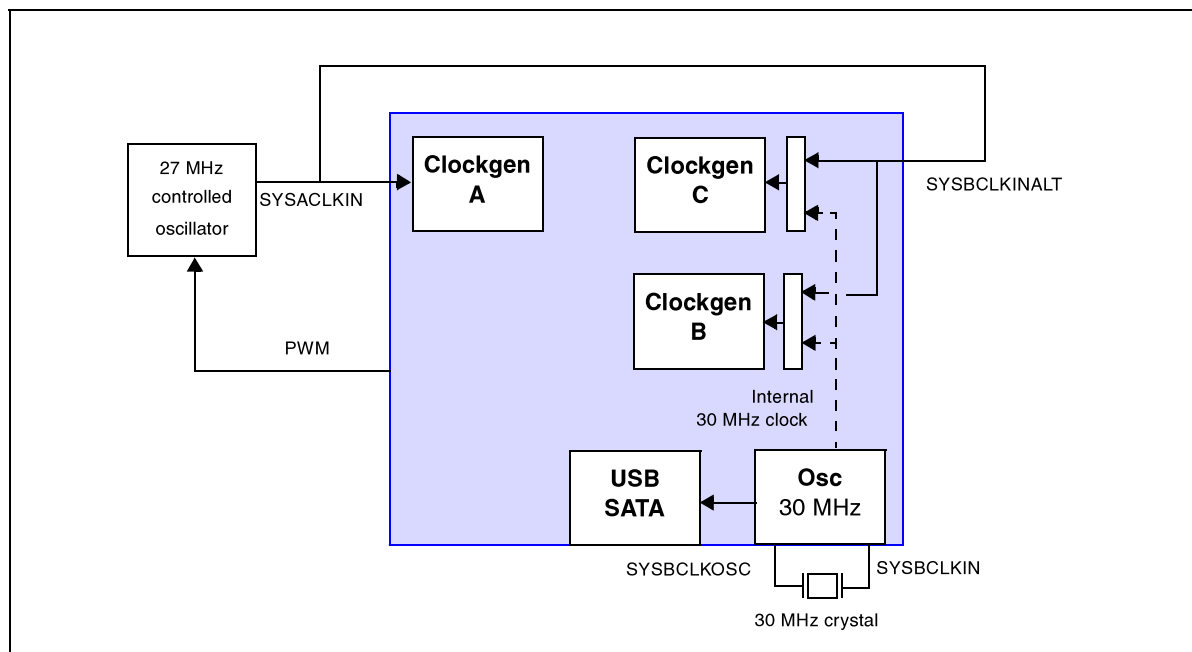 27 MHz
controlled
oscillator
SYSACLKIN
Clockgen
A
Clockgen
C
SYSBCLKINALT
Clockgen
B
PWM
Internal
30 MHz clock
USB
SATA
Osc
30 MHz
SYSBCLKOSC
SYSBCLKIN
30 MHz crystal